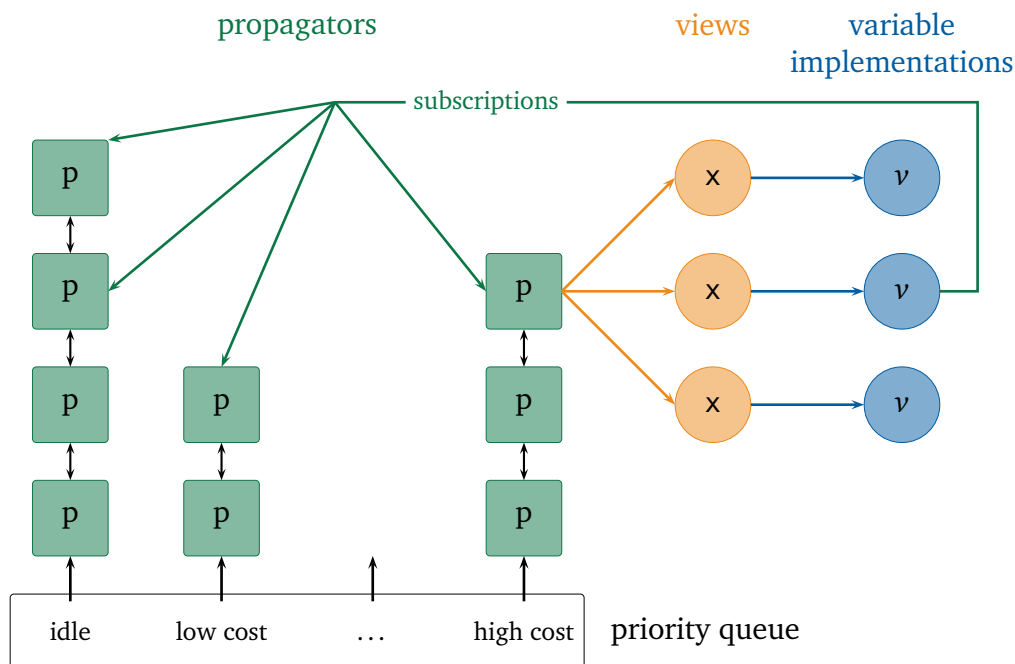 propagators
views
variable
implementations
subscriptions
p
x
ν
p
p
x
ν
p
p
p
x
ν
p
p
p
idle
low cost
...
high cost
priority queue